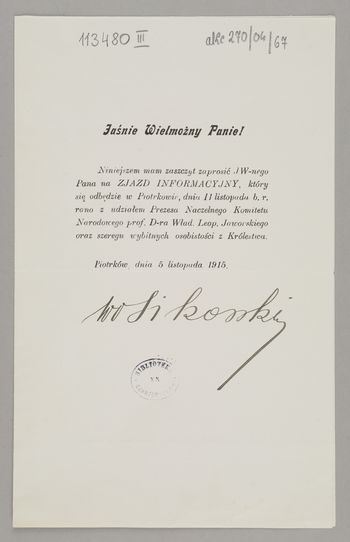 113480 III
akc 270/04/67
Jaśnie Wielmożny Panie!
Niniejszem mam zaszczyt zaprosić JW-nego
Pana na ZJAZD INFORMACYJNY, który
się odbędzie w Piotrkowie, dnia 11 listopada b. r.
rano z udziałem Prezesa Naczelnego Komitetu
Narodowego prof. D-ra Wład. Leop. Jaworskiego
oraz szeregu wybitnych osobistości z Królestwa.
Piotrków, dnia 5 listopada 1915.
Sikorski
BIBLIOTEKA